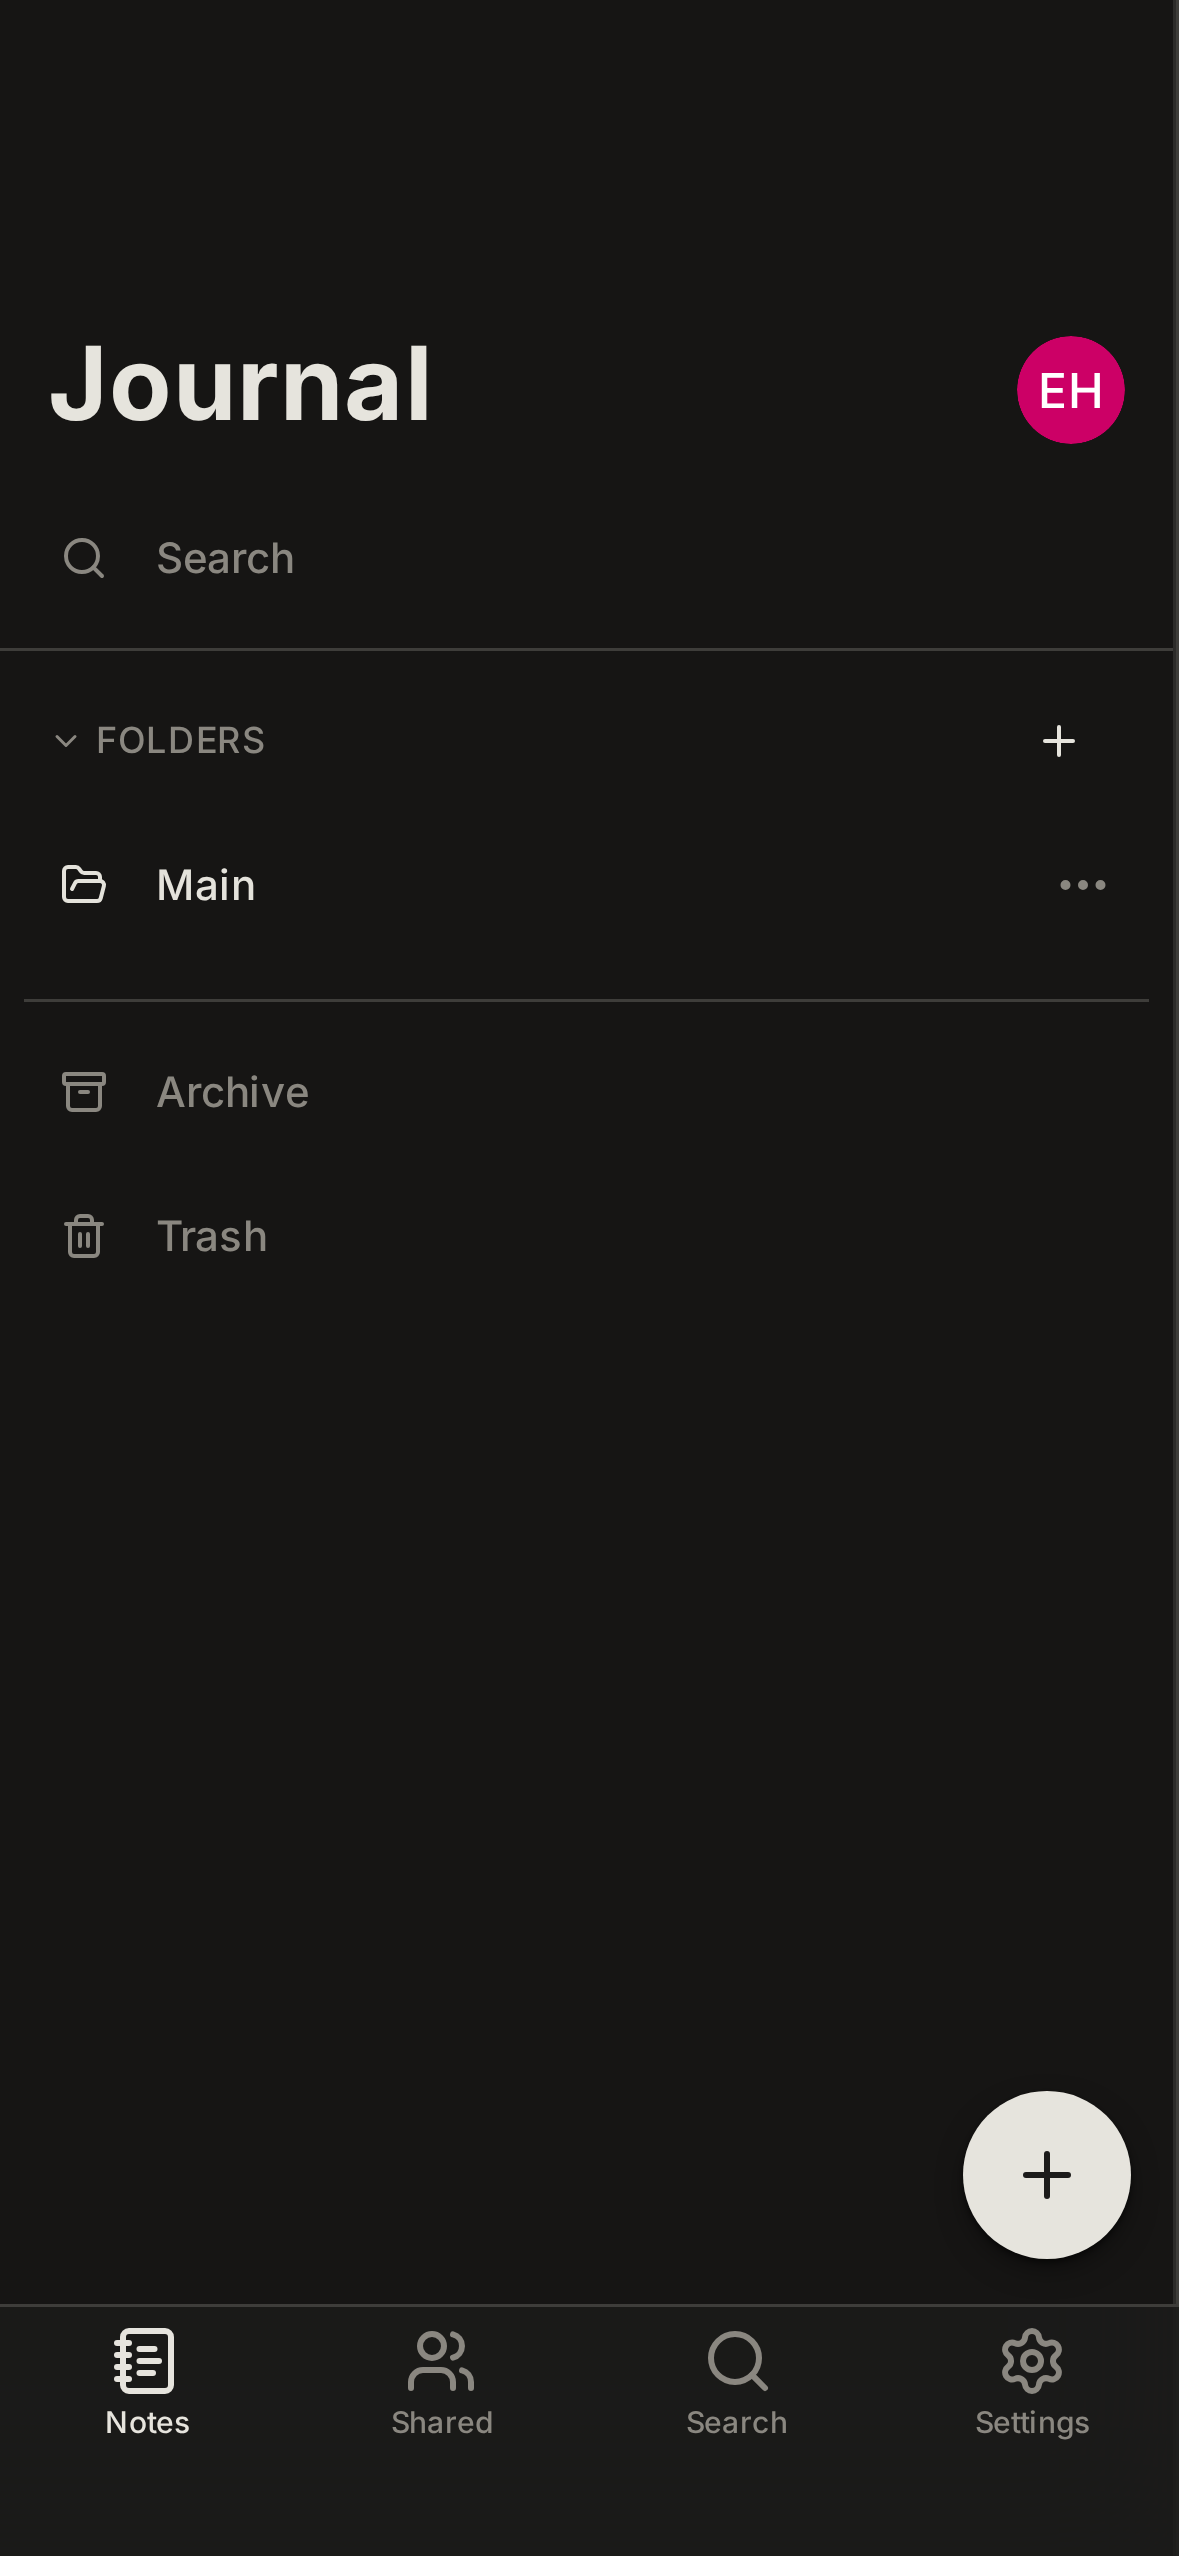 Journal
EH
Search
FOLDERS
Main
Archive
Trash
Notes
Shared
Search
Settings